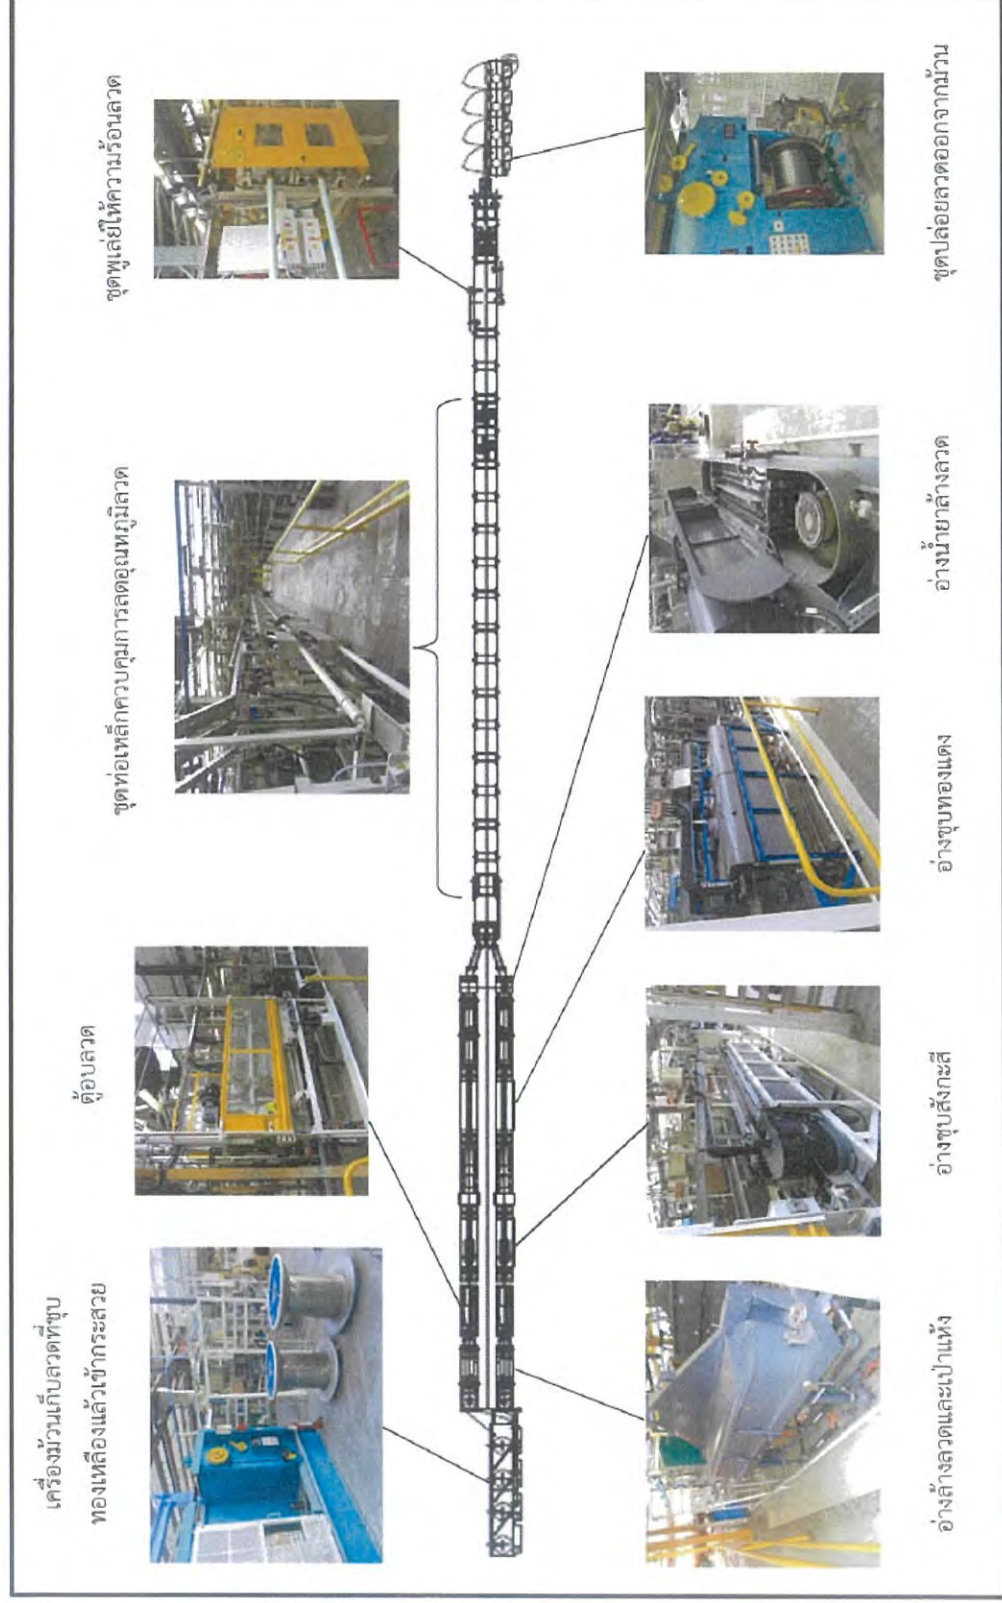 เครื่องม้วนเก็บลวดที่ชุบ
ทองเหลืองแล้วเข้ากระสวย
ตู้อบลวด
ชุดท่อเหล็กควบคุมการลดอุณหภูมิลวด
ชุดพูเล่ย์ให้ความร้อนลวด
อ่างล้างลวดและเป่าแห้ง
อ่างชุบสังกะสี
อ่างชุบทองแดง
อ่างน้ำยาล้างลวด
ชุดปล่อยลวดออกจากม้วน